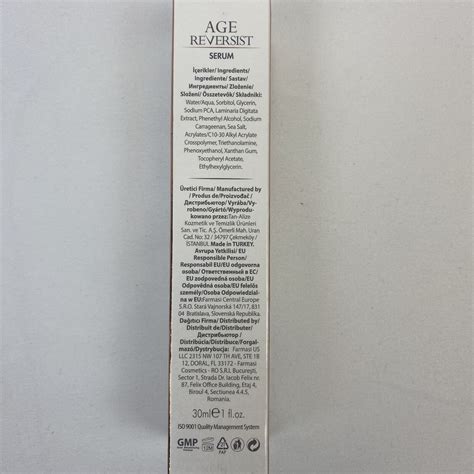 AGE
REVERSIST
SERUM
İçerikler/ Ingredients/
Ingrediente/ Sastav/
Ингредиенты/ Zloženie/
Složení/ Összetevők/ Składniki:
Water/Aqua, Sorbitol, Glycerin,
Sodium PCA, Laminaria Digitata
Extract, Phenethyl Alcohol, Sodium
Carrageenan, Sea Salt,
Acrylates/C10-30 Alkyl Acrylate
Crosspolymer, Triethanolamine,
Phenoxyethanol, Xanthan Gum,
Tocopheryl Acetate,
Ethylhexylglycerin.
Üretici Firma/ Manufactured by
/ Produs de/Proizvođač /
Дистрибьютор/ Výrába/Vy-
robeno/Gyártó/Wyprodu-
kowano przez:Tan-Alize
Kozmetik ve Temizlik Ürünleri
San. ve Tic. A.Ş. Ömerli Mah. Uran
Cad. No: 32 / 34797 Çekmeköy /
İSTANBUL Made in TURKEY.
Avrupa Yetkilisi/ EU
Responsible Person/
Responsabil EU/EU odgovorna
osoba/ Ответственный в ЕС/
EU zodpovedná osoba/ EU
Odpovědná osoba/EU felelős
személy/Osoba Odpowiedzial-
na w UE:Farmasi Central Europe
S.R.O. Stará Vajnorská 147/17, 831
04 Bratislava, Slovenská Republika.
Dağıtıcı Firma/ Distributed by/
Distribuit de/Distributer/
Дистрибьютор /
Distribúcia/Distribuce/Forgal-
mazó/Dystrybucja: Farmasi US
LLC 2315 NW 107 TH AVE, STE 1B
12, DORAL, FL 33172 - Farmasi
Cosmetics - RO S.R.l. Bucureşti,
Sector 1, Strada Dr. Iacob Felix nr.
87, Felix Office Building, Etaj 4,
Birou Mod. 4, Sectiunea 4.4.5,
Romania.
30ml ℮ 1 fl. oz.
ISO 9001 Quality Management System
GMP
12M
PAP